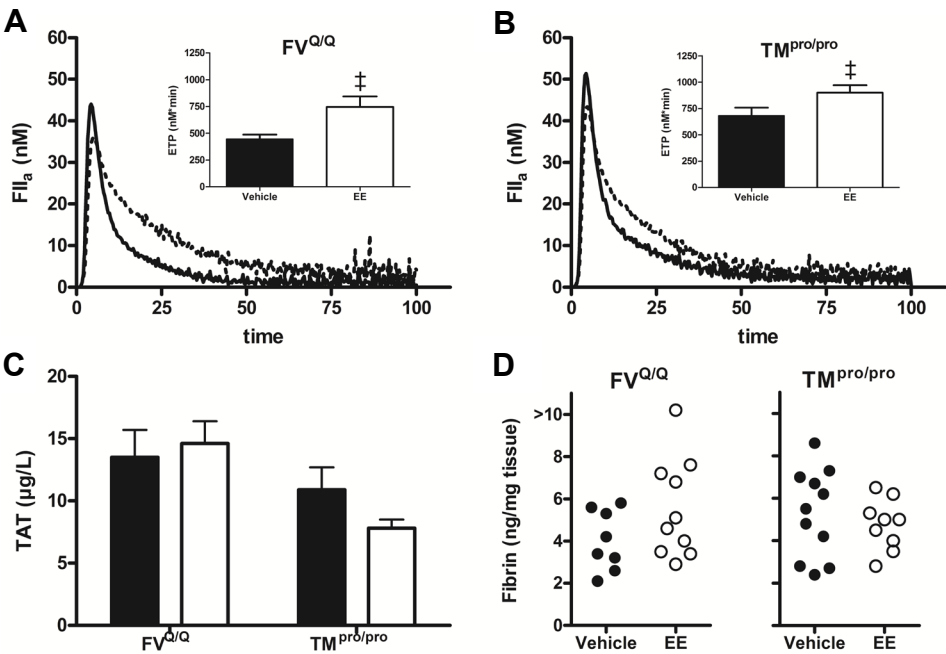 A
FV^Q/Q
60
50
40
30
20
10
0
FIIₐ (nM)
0 25 50 75 100
time
1250
1000
750
500
250
0
ETP (nM*min)
‡
Vehicle EE
B
TM^pro/pro
60
50
40
30
20
10
0
FIIₐ (nM)
0 25 50 75 100
time
1250
1000
750
500
250
0
ETP (nM*min)
‡
Vehicle EE
C
20
15
10
5
0
TAT (µg/L)
FV^Q/Q TM^pro/pro
D
FV^Q/Q TM^pro/pro
>10
8
6
4
2
0
Fibrin (ng/mg tissue)
Vehicle EE Vehicle EE